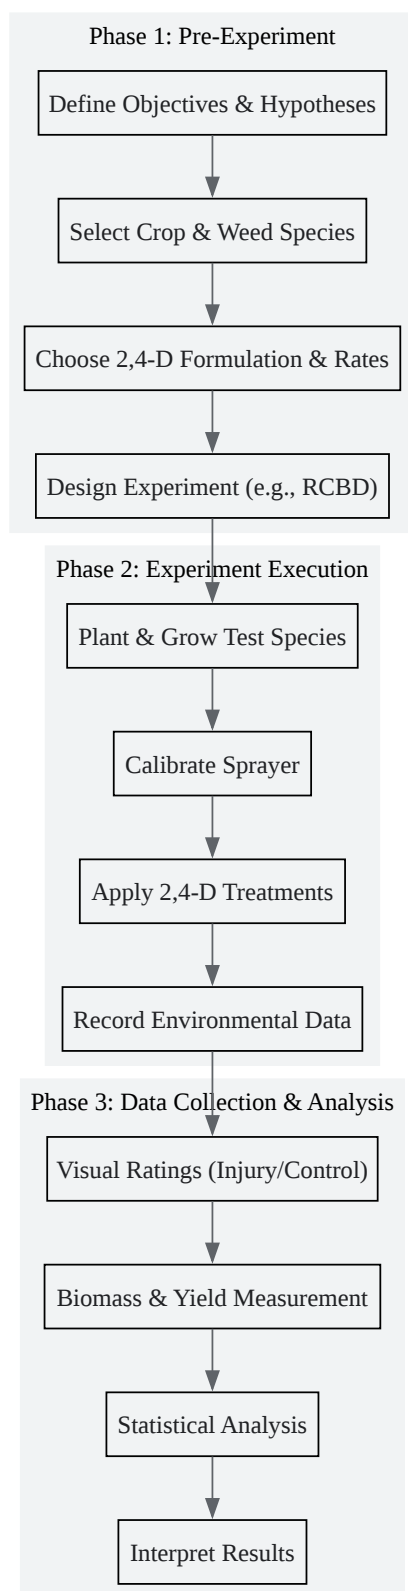 Phase 1: Pre-Experiment
Define Objectives & Hypotheses
Select Crop & Weed Species
Choose 2,4-D Formulation & Rates
Design Experiment (e.g., RCBD)
Phase 2: Experiment Execution
Plant & Grow Test Species
Calibrate Sprayer
Apply 2,4-D Treatments
Record Environmental Data
Phase 3: Data Collection & Analysis
Visual Ratings (Injury/Control)
Biomass & Yield Measurement
Statistical Analysis
Interpret Results